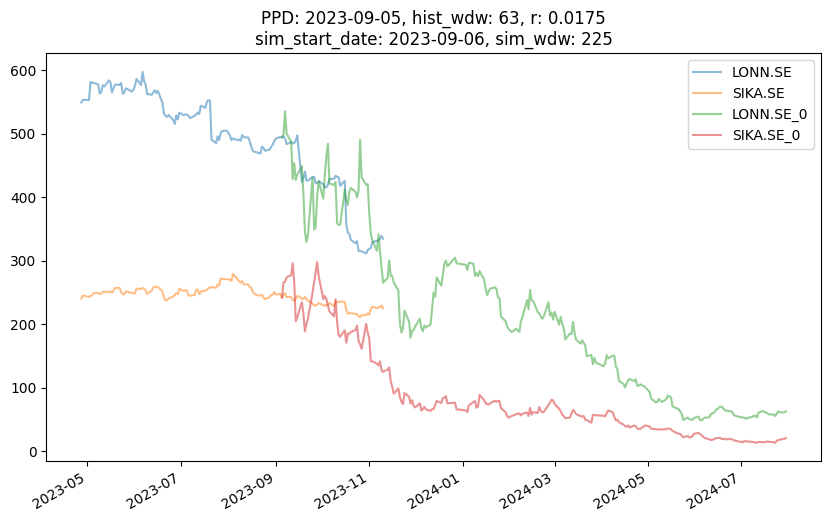 PPD: 2023-09-05, hist_wdw: 63, r: 0.0175
sim_start_date: 2023-09-06, sim_wdw: 225
LONN.SE
SIKA.SE
LONN.SE_0
SIKA.SE_0
600
500
400
300
200
100
0
2023-05
2023-07
2023-09
2023-11
2024-01
2024-03
2024-05
2024-07